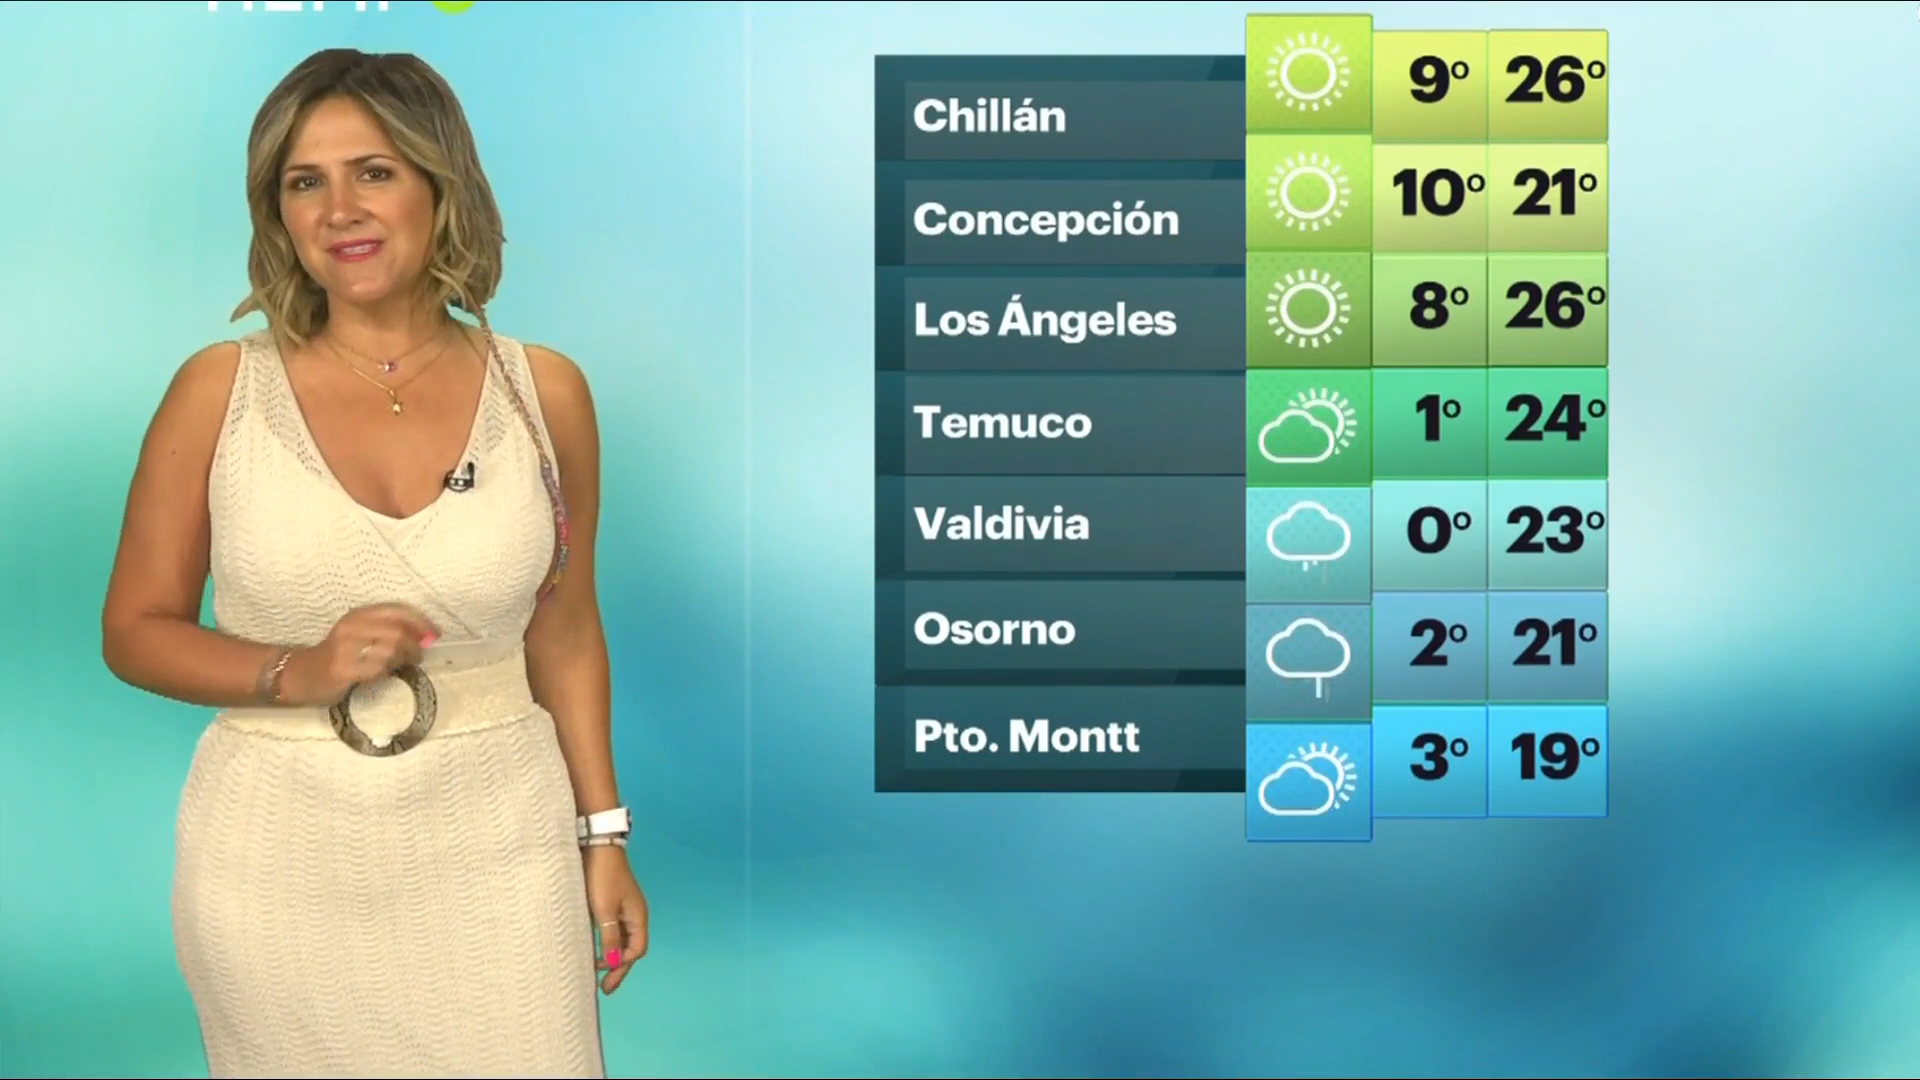 Chillán 9° 26°
Concepción 10° 21°
Los Ángeles 8° 26°
Temuco 1° 24°
Valdivia 0° 23°
Osorno 2° 21°
Pto. Montt 3° 19°